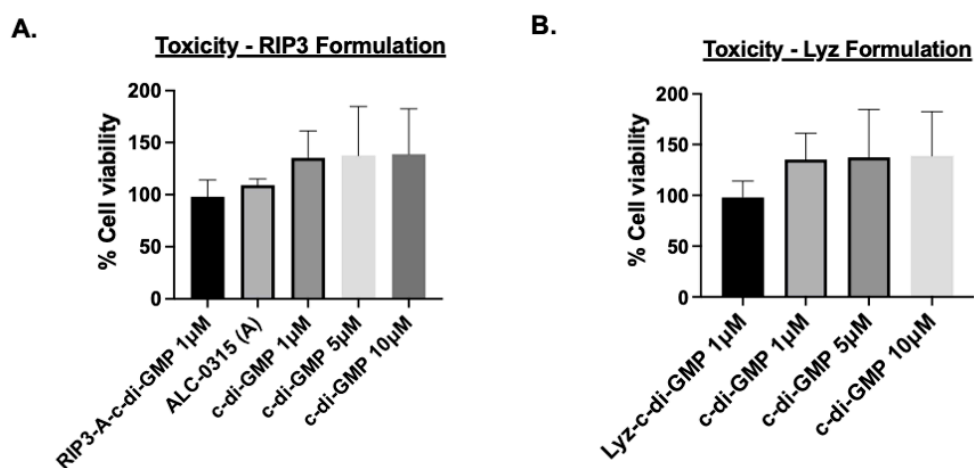 A.
Toxicity - RIP3 Formulation
% Cell viability
200
150
100
50
0
RIP3-A-c-di-GMP 1µM
ALC-0315 (A)
c-di-GMP 1µM
c-di-GMP 5µM
c-di-GMP 10µM
B.
Toxicity - Lyz Formulation
% Cell viability
200
150
100
50
0
Lyz-c-di-GMP 1µM
c-di-GMP 1µM
c-di-GMP 5µM
c-di-GMP 10µM